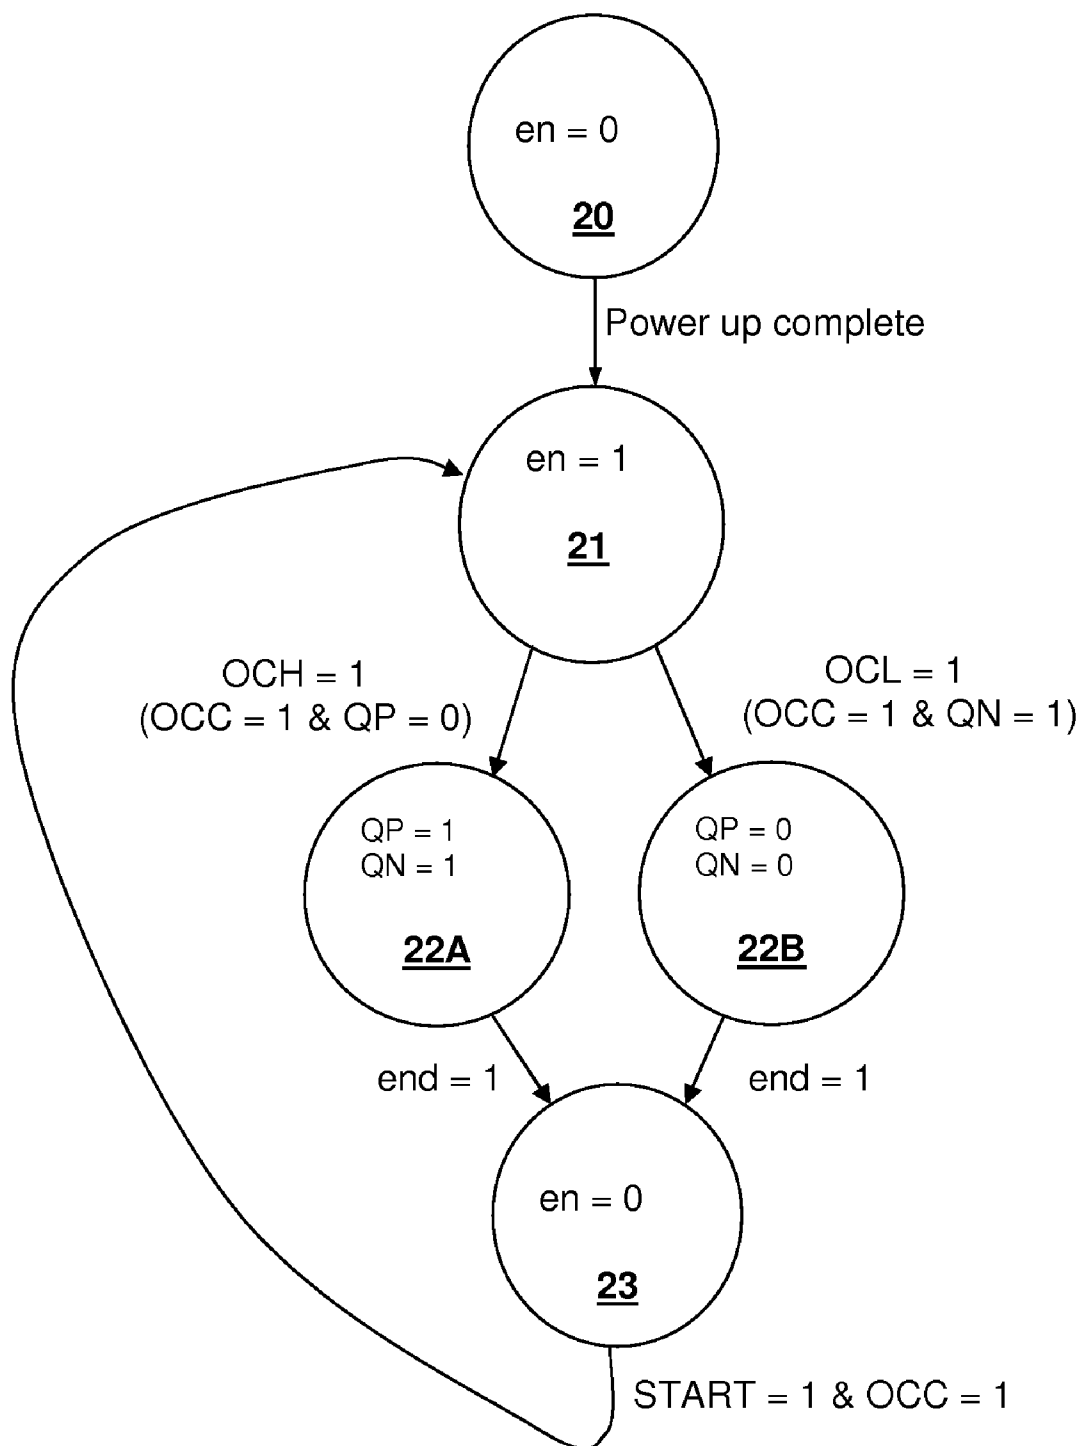 en = 0
20
Power up complete
en = 1
21
OCH = 1
(OCC = 1 & QP = 0)
OCL = 1
(OCC = 1 & QN = 1)
QP = 1
QN = 1
22A
QP = 0
QN = 0
22B
end = 1
end = 1
en = 0
23
START = 1 & OCC = 1